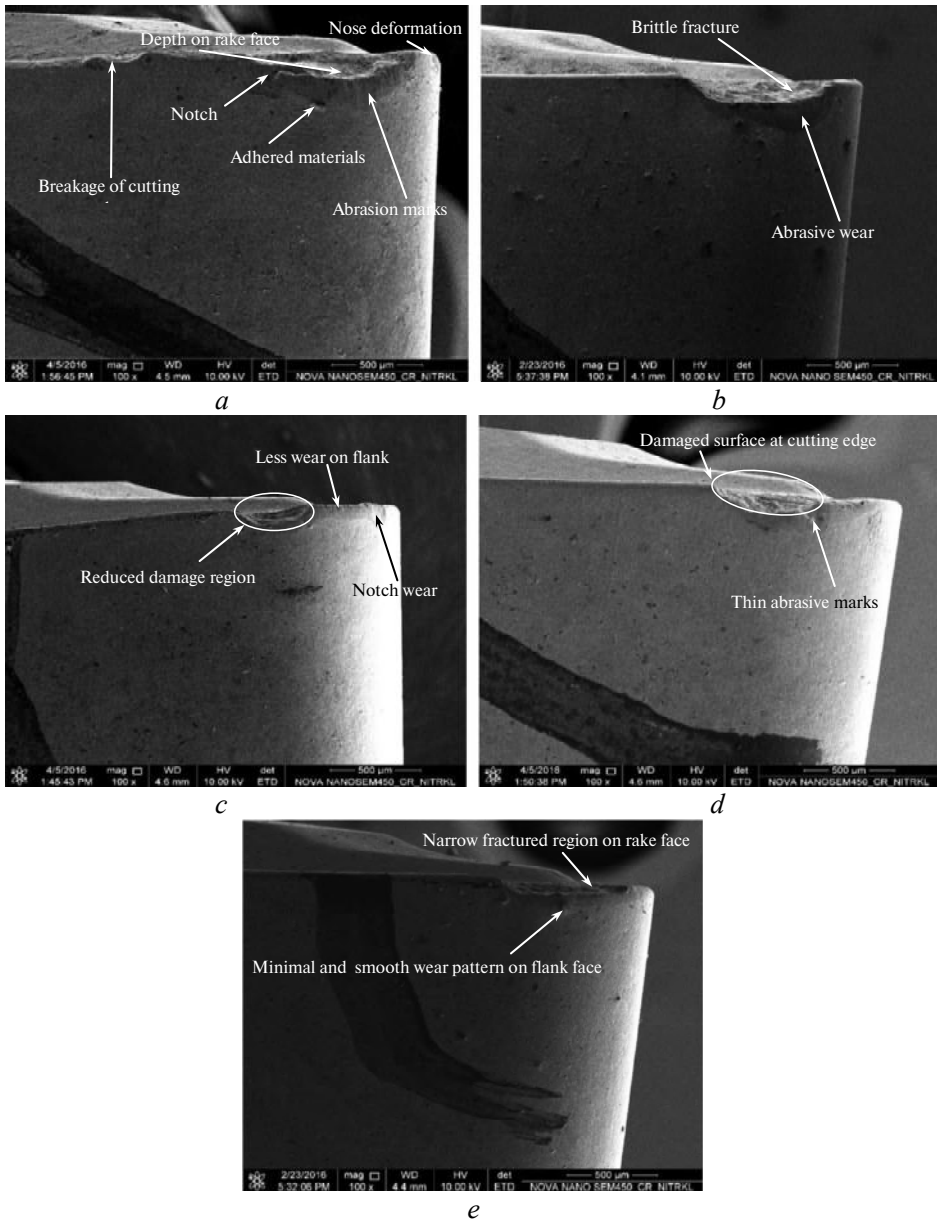 Nose deformation
Depth on rake face
Notch
Adhered materials
Breakage of cutting
Abrasion marks
4/5/2016 mag WD HV det 500 µm
1:56:45 PM 100 x 4.5 mm 10.00 kV ETD NOVA NANOSEM450_CR_NITRKL
a
Brittle fracture
Abrasive wear
2/23/2016 mag WD HV det 500 µm
5:37:38 PM 100 x 4.1 mm 10.00 kV ETD NOVA NANO SEM450_CR_NITRKL
b
Less wear on flank
Reduced damage region
Notch wear
4/5/2016 mag WD HV det 500 µm
1:45:43 PM 100 x 4.6 mm 10.00 kV ETD NOVA NANOSEM450_CR_NITRKL
c
Damaged surface at cutting edge
Thin abrasive marks
4/5/2016 mag WD HV det 500 µm
1:50:38 PM 100 x 4.6 mm 10.00 kV ETD NOVA NANOSEM450_CR_NITRKL
d
Narrow fractured region on rake face
Minimal and smooth wear pattern on flank face
2/23/2016 mag WD HV det 500 µm
5:32:06 PM 100 x 4.4 mm 10.00 kV ETD NOVA NANO SEM450_CR_NITRKL
e